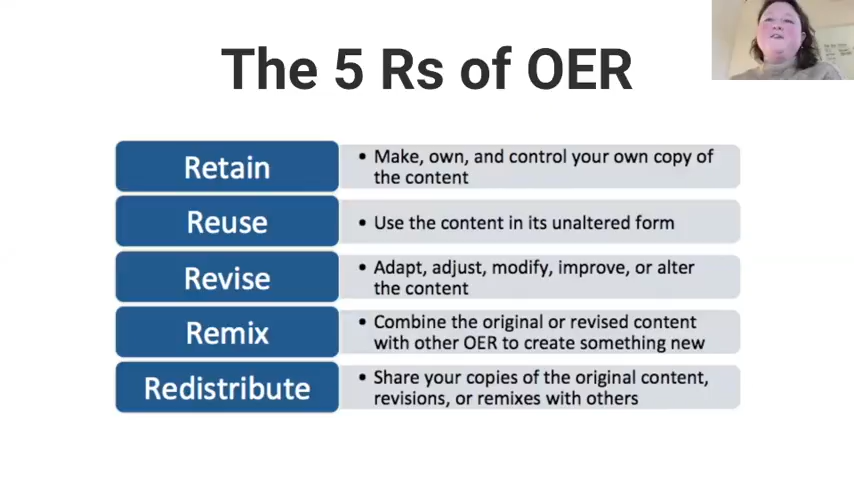 The 5 Rs of OER
Retain
• Make, own, and control your own copy of
the content
Reuse
• Use the content in its unaltered form
Revise
• Adapt, adjust, modify, improve, or alter
the content
Remix
• Combine the original or revised content
with other OER to create something new
Redistribute
• Share your copies of the original content,
revisions, or remixes with others